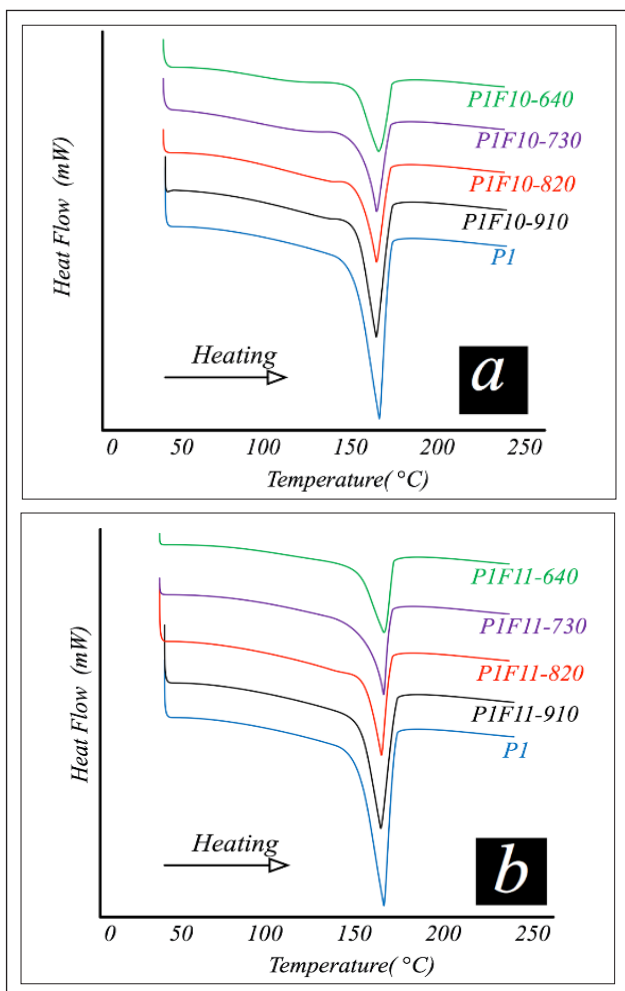 Heat Flow (mW)
P1F10-640
P1F10-730
P1F10-820
P1F10-910
P1
Heating
a
0 50 100 150 200 250
Temperature( °C)
Heat Flow (mW)
P1F11-640
P1F11-730
P1F11-820
P1F11-910
P1
Heating
b
0 50 100 150 200 250
Temperature( °C)